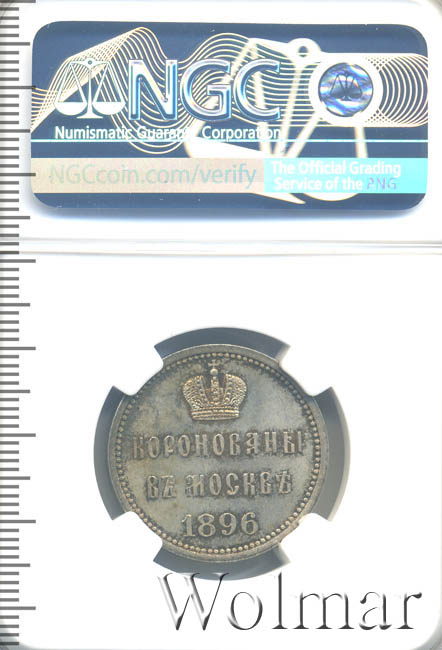 NGC
Numismatic Guaranty Corporation
NGCcoin.com/verify
The Official Grading
Service of the PNG
КОРОНОВАНЫ
ВЪ МОСКВѢ
1896
Wolmar